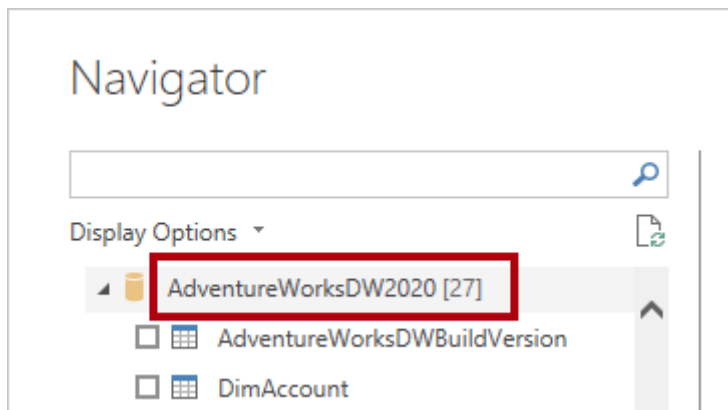 Navigator
Display Options
AdventureWorksDW2020 [27]
AdventureWorksDWBuildVersion
DimAccount